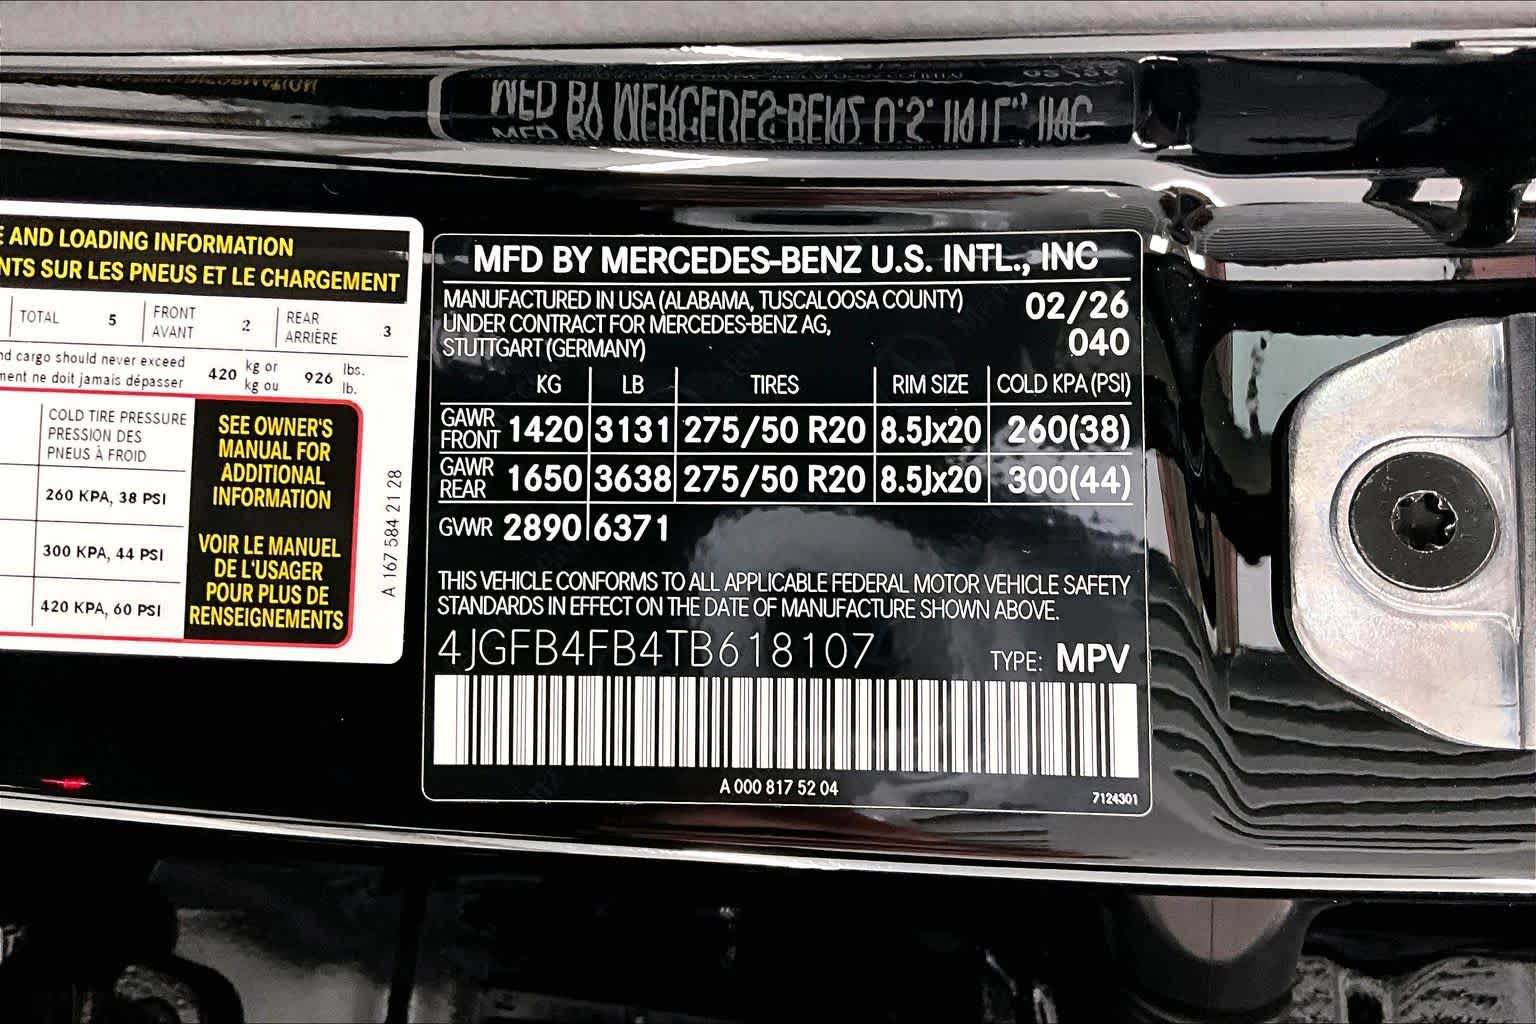 E AND LOADING INFORMATION
NTS SUR LES PNEUS ET LE CHARGEMENT
TOTAL 5 FRONT AVANT 2 REAR ARRIÈRE 3
nd cargo should never exceed
ment ne doit jamais dépasser
420 kg or kg ou 926 lbs. lb.
COLD TIRE PRESSURE
PRESSION DES
PNEUS À FROID
260 KPA, 38 PSI
300 KPA, 44 PSI
420 KPA, 60 PSI
SEE OWNER'S
MANUAL FOR
ADDITIONAL
INFORMATION
VOIR LE MANUEL
DE L'USAGER
POUR PLUS DE
RENSEIGNEMENTS
A 167 584 21 28
MFD BY MERCEDES-BENZ U.S. INTL., INC
MANUFACTURED IN USA (ALABAMA, TUSCALOOSA COUNTY) 02/26
UNDER CONTRACT FOR MERCEDES-BENZ AG,
STUTTGART (GERMANY) 040
KG LB TIRES RIM SIZE COLD KPA (PSI)
GAWR FRONT 1420 3131 275/50 R20 8.5Jx20 260(38)
GAWR REAR 1650 3638 275/50 R20 8.5Jx20 300(44)
GVWR 2890 6371
THIS VEHICLE CONFORMS TO ALL APPLICABLE FEDERAL MOTOR VEHICLE SAFETY
STANDARDS IN EFFECT ON THE DATE OF MANUFACTURE SHOWN ABOVE.
4JGFB4FB4TB618107 TYPE: MPV
A 000 817 52 04
7124301